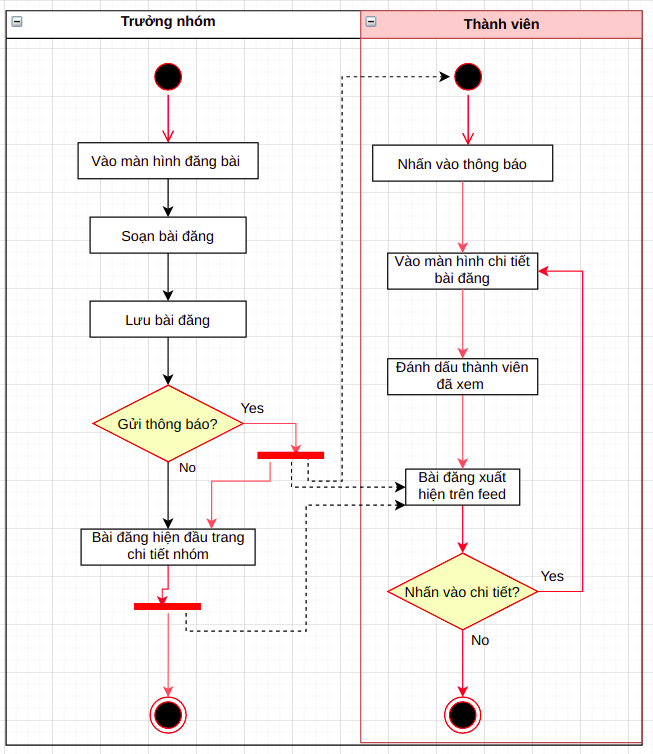 Trưởng nhóm
Thành viên
Vào màn hình đăng bài
Soạn bài đăng
Lưu bài đăng
Gửi thông báo?
Yes
No
Bài đăng hiện đầu trang
chi tiết nhóm
Nhấn vào thông báo
Vào màn hình chi tiết
bài đăng
Đánh dấu thành viên
đã xem
Bài đăng xuất
hiện trên feed
Nhấn vào chi tiết?
Yes
No